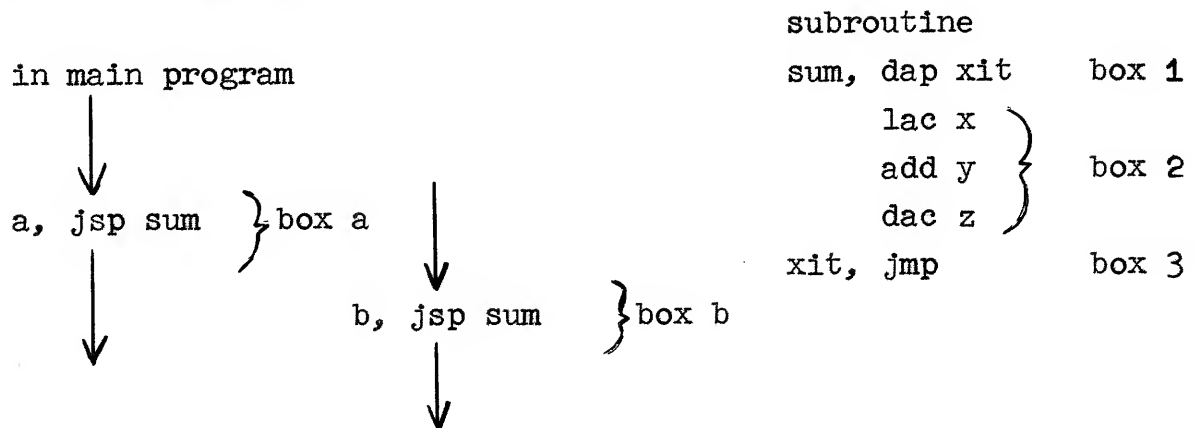 in main program
a, jsp sum box a
b, jsp sum box b
subroutine
sum, dap xit box 1
lac x
add y box 2
dac z
xit, jmp box 3